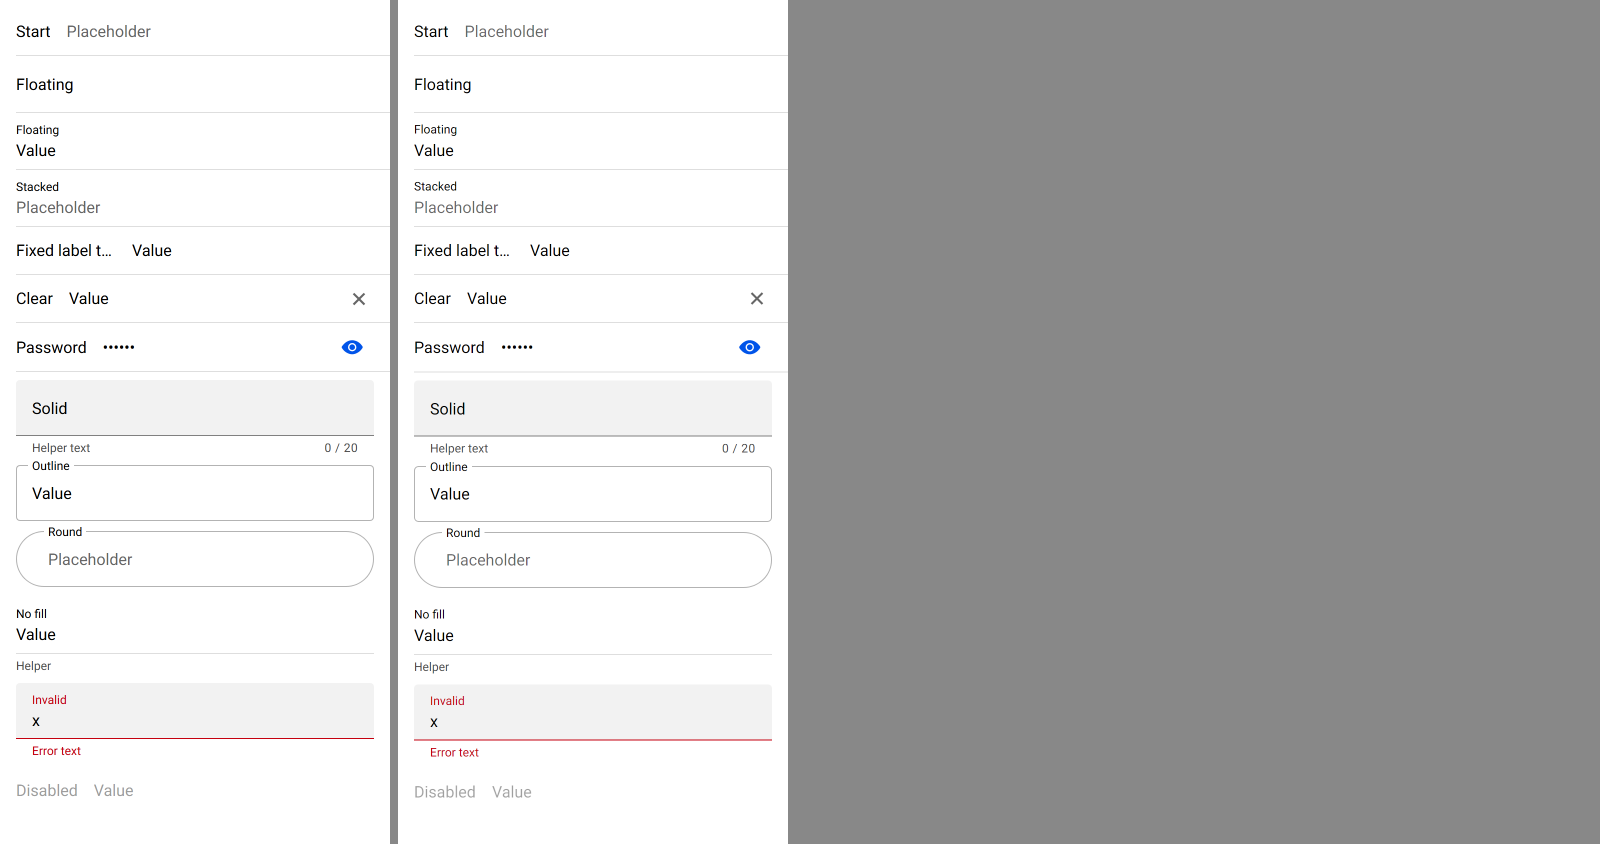 Start Placeholder
Floating
Floating
Value
Stacked
Placeholder
Fixed label t... Value
Clear Value
Password ••••••
Solid
Helper text 0 / 20
Outline
Value
Round
Placeholder
No fill
Value
Helper
Invalid
x
Error text
Disabled Value
Start Placeholder
Floating
Floating
Value
Stacked
Placeholder
Fixed label t... Value
Clear Value
Password ••••••
Solid
Helper text 0 / 20
Outline
Value
Round
Placeholder
No fill
Value
Helper
Invalid
x
Error text
Disabled Value